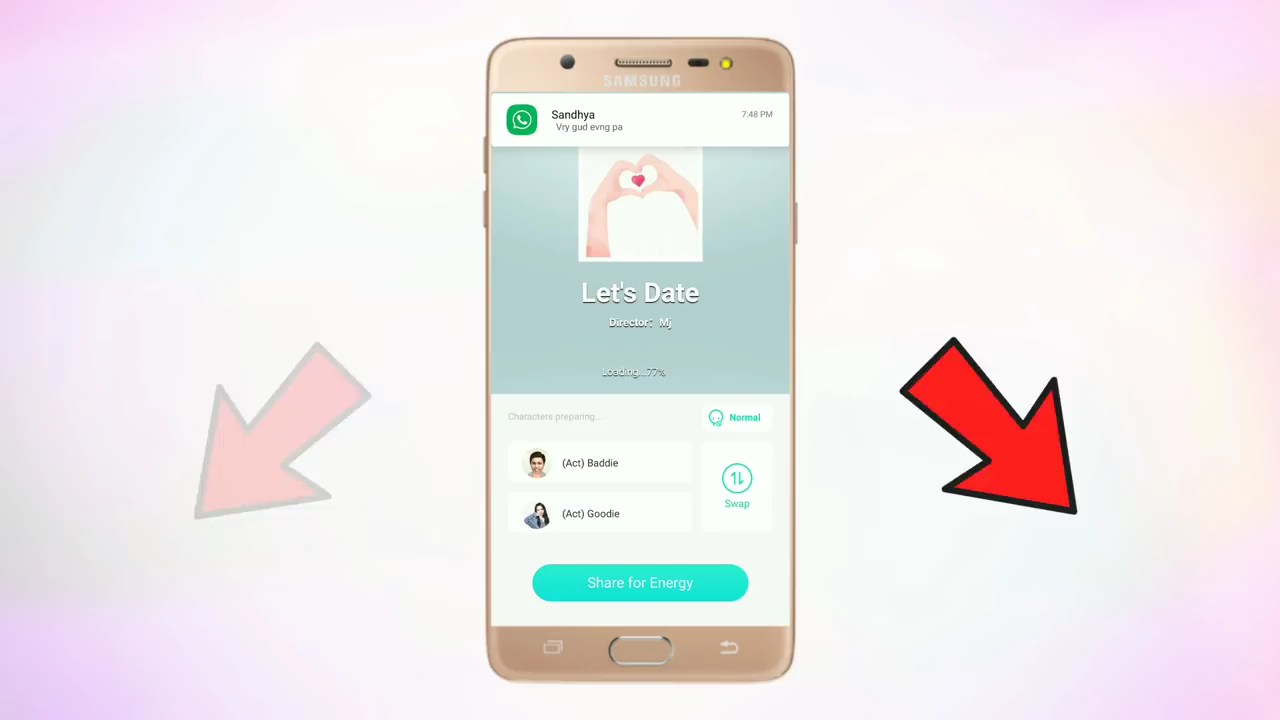 SAMSUNG
Sandhya
7:48 PM
Vry gud evng pa
Let's Date
Director: Mj
Loading...77%
Characters preparing...
Normal
(Act) Baddie
(Act) Goodie
Swap
Share for Energy